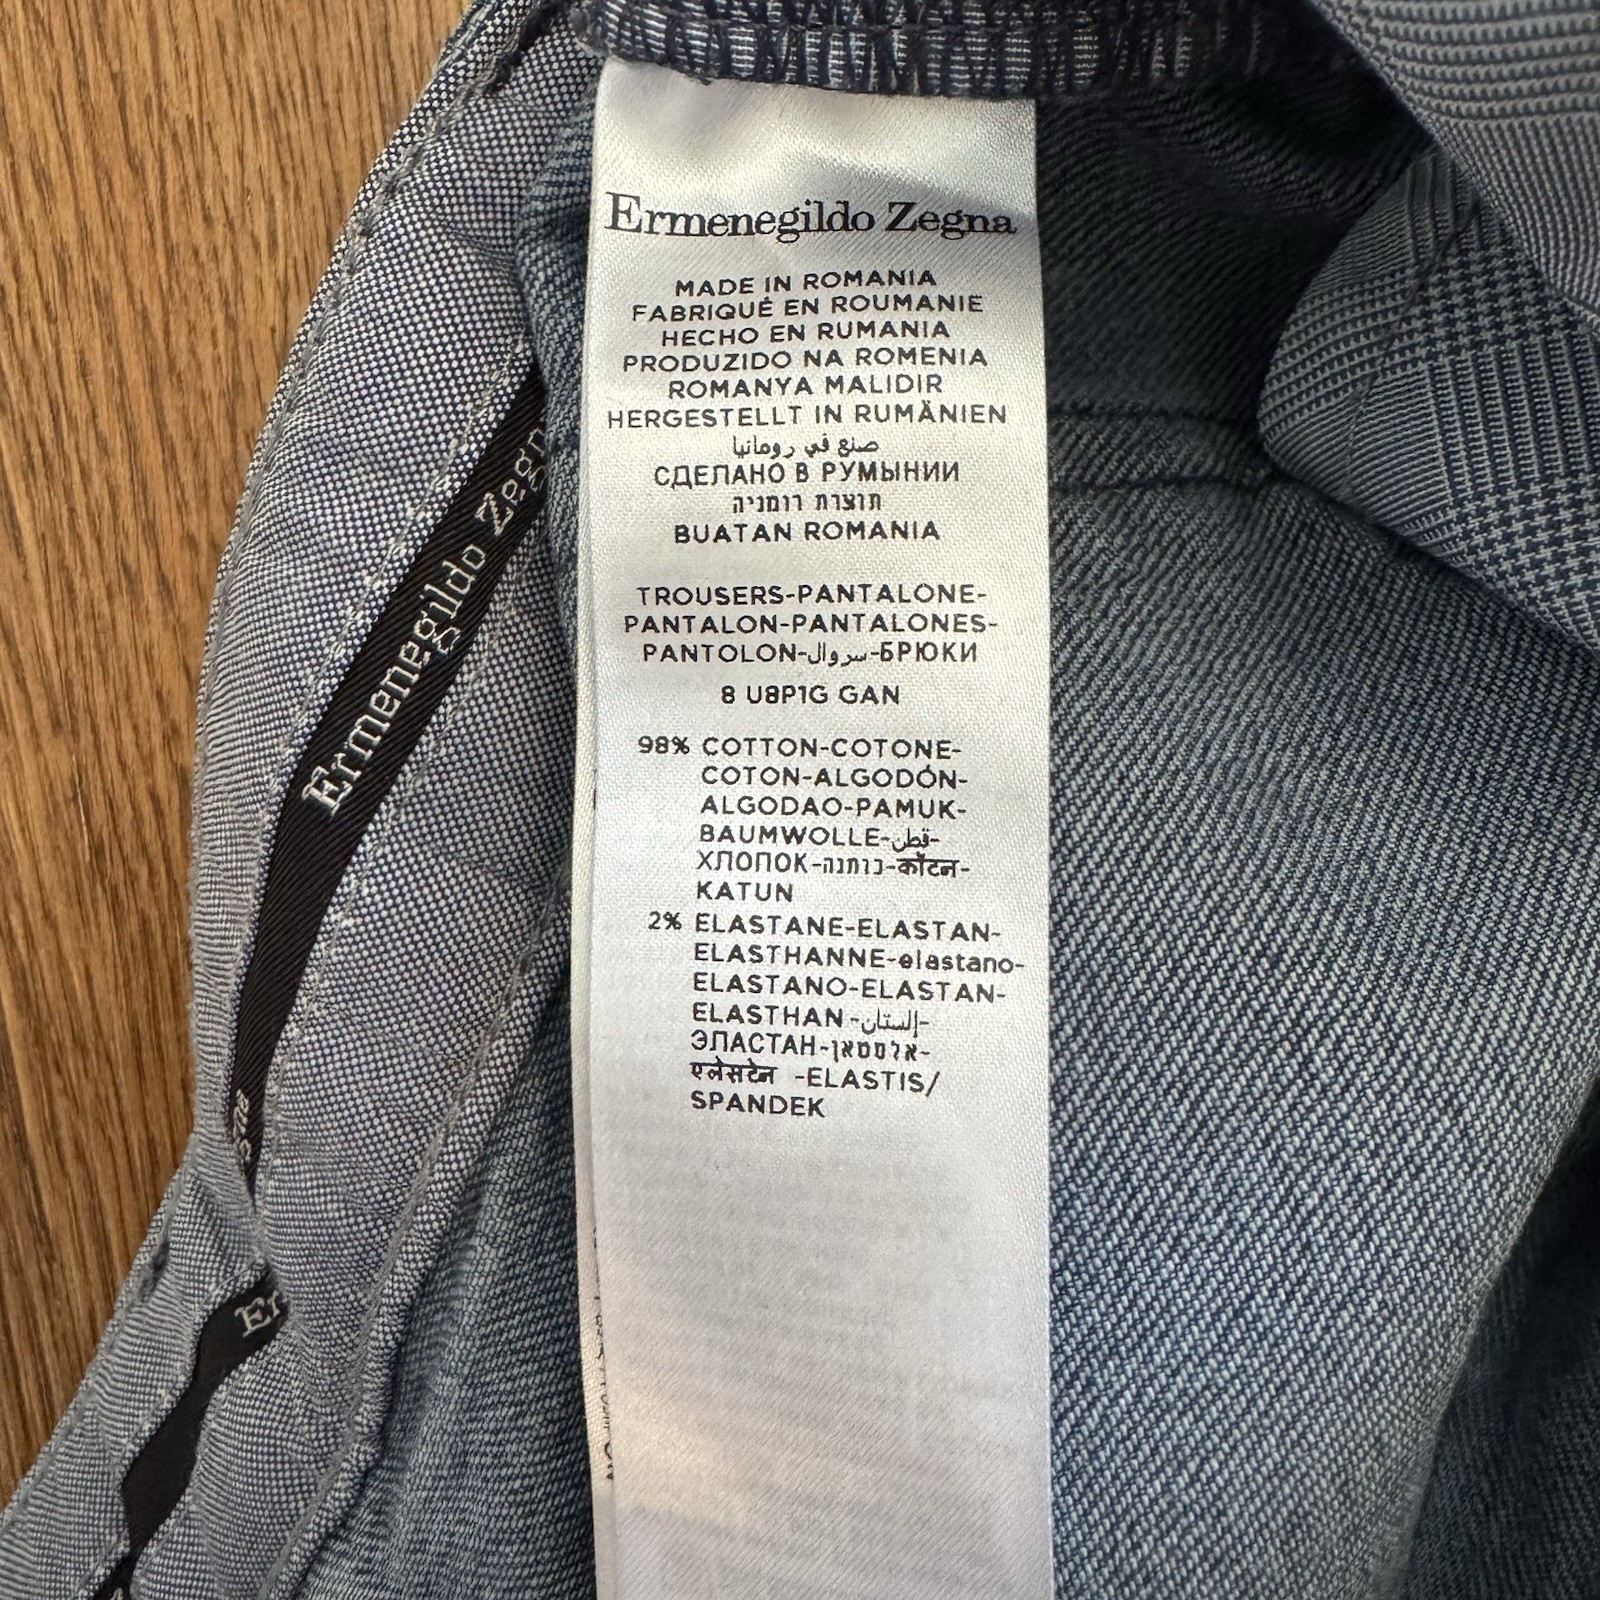 Ermenegildo Zegna
MADE IN ROMANIA
FABRIQUÉ EN ROUMANIE
HECHO EN RUMANIA
PRODUZIDO NA ROMENIA
ROMANYA MALIDIR
HERGESTELLT IN RUMÄNIEN
صنع في رومانيا
СДЕЛАНО В РУМЫНИИ
תוצרת רומניה
BUATAN ROMANIA
TROUSERS-PANTALONE-
PANTALON-PANTALONES-
PANTOLON-سروال-БРЮКИ
8 U8P1G GAN
98% COTTON-COTONE-
COTON-ALGODÓN-
ALGODAO-PAMUK-
BAUMWOLLE-قطن-
ХЛОПОК-כותנה-कॉटन-
KATUN
2% ELASTANE-ELASTAN-
ELASTHANNE-elastano-
ELASTANO-ELASTAN-
ELASTHAN-إلستان-
ЭЛАСТАН-אלסטאן-
एलेसटेन -ELASTIS/
SPANDEK
Ermenegildo Zegn